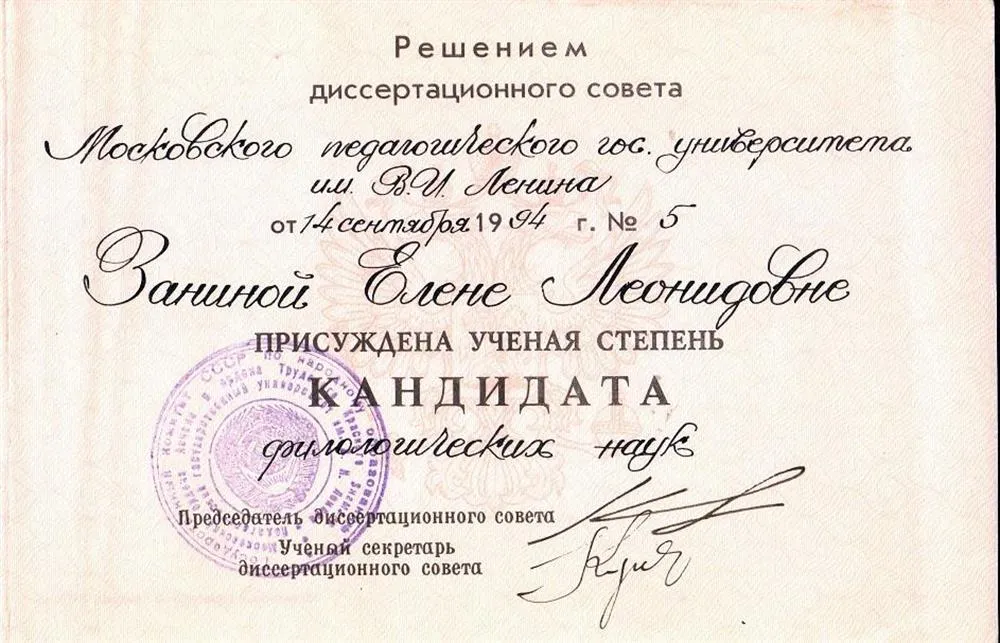 Решением
диссертационного совета
Московского педагогического гос. университета
им. В.И. Ленина
от 14 сентября 1994 г. № 5
Заниной Елене Леонидовне
ПРИСУЖДЕНА УЧЕНАЯ СТЕПЕНЬ
КАНДИДАТА
филологических наук
Председатель диссертационного совета
Ученый секретарь
диссертационного совета